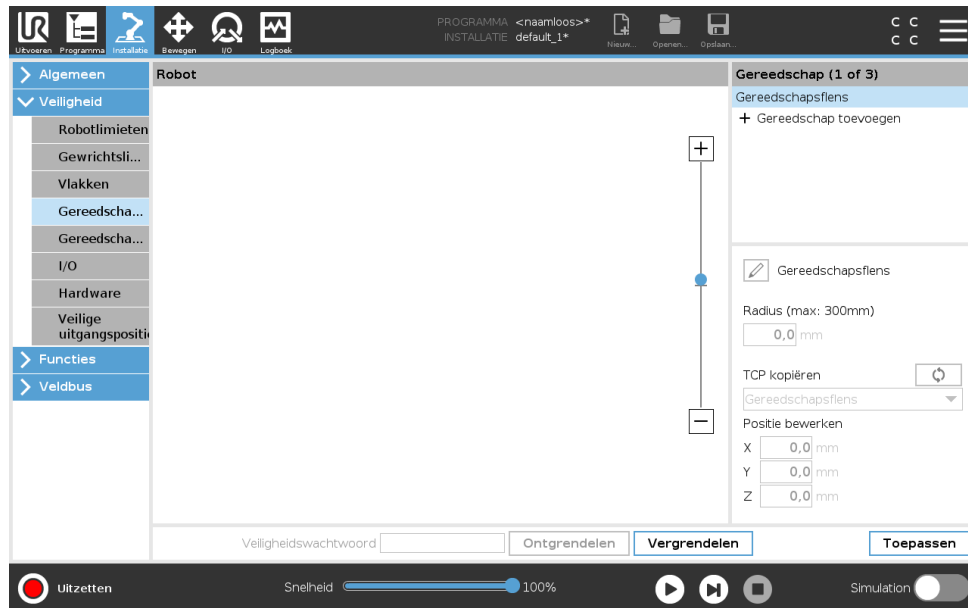 Uitvoeren
Programma
Installatie
Bewegen
I/O
Logboek
PROGRAMMA <naamloos>*
INSTALLATIE default_1*
Nieuw...
Openen...
Opslaan...
C C
C C
Algemeen
Veiligheid
Robotlimieten
Gewrichtsli...
Vlakken
Gereedscha...
Gereedscha...
I/O
Hardware
Veilige
uitgangspositi
Functies
Veldbus
Robot
Gereedschap (1 of 3)
Gereedschapsflens
+ Gereedschap toevoegen
Gereedschapsflens
Radius (max: 300mm)
0,0 mm
TCP kopiëren
Gereedschapsflens
Positie bewerken
X 0,0 mm
Y 0,0 mm
Z 0,0 mm
Veiligheidswachtwoord
Ontgrendelen
Vergrendelen
Toepassen
Uitzetten
Snelheid
100%
Simulation